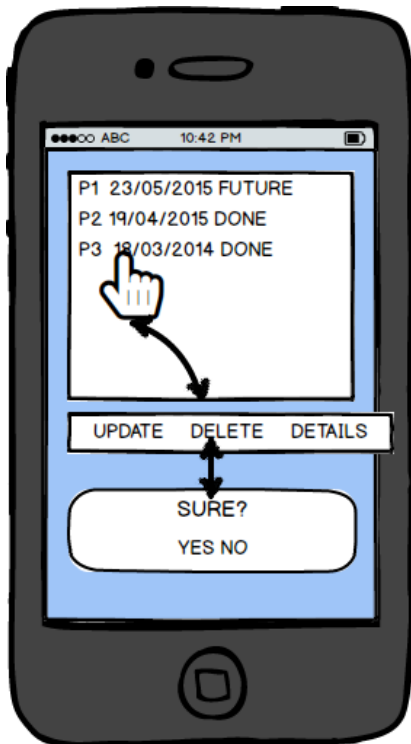 ABC 10:42 PM
P1 23/05/2015 FUTURE
P2 19/04/2015 DONE
P3 18/03/2014 DONE
UPDATE DELETE DETAILS
SURE?
YES NO